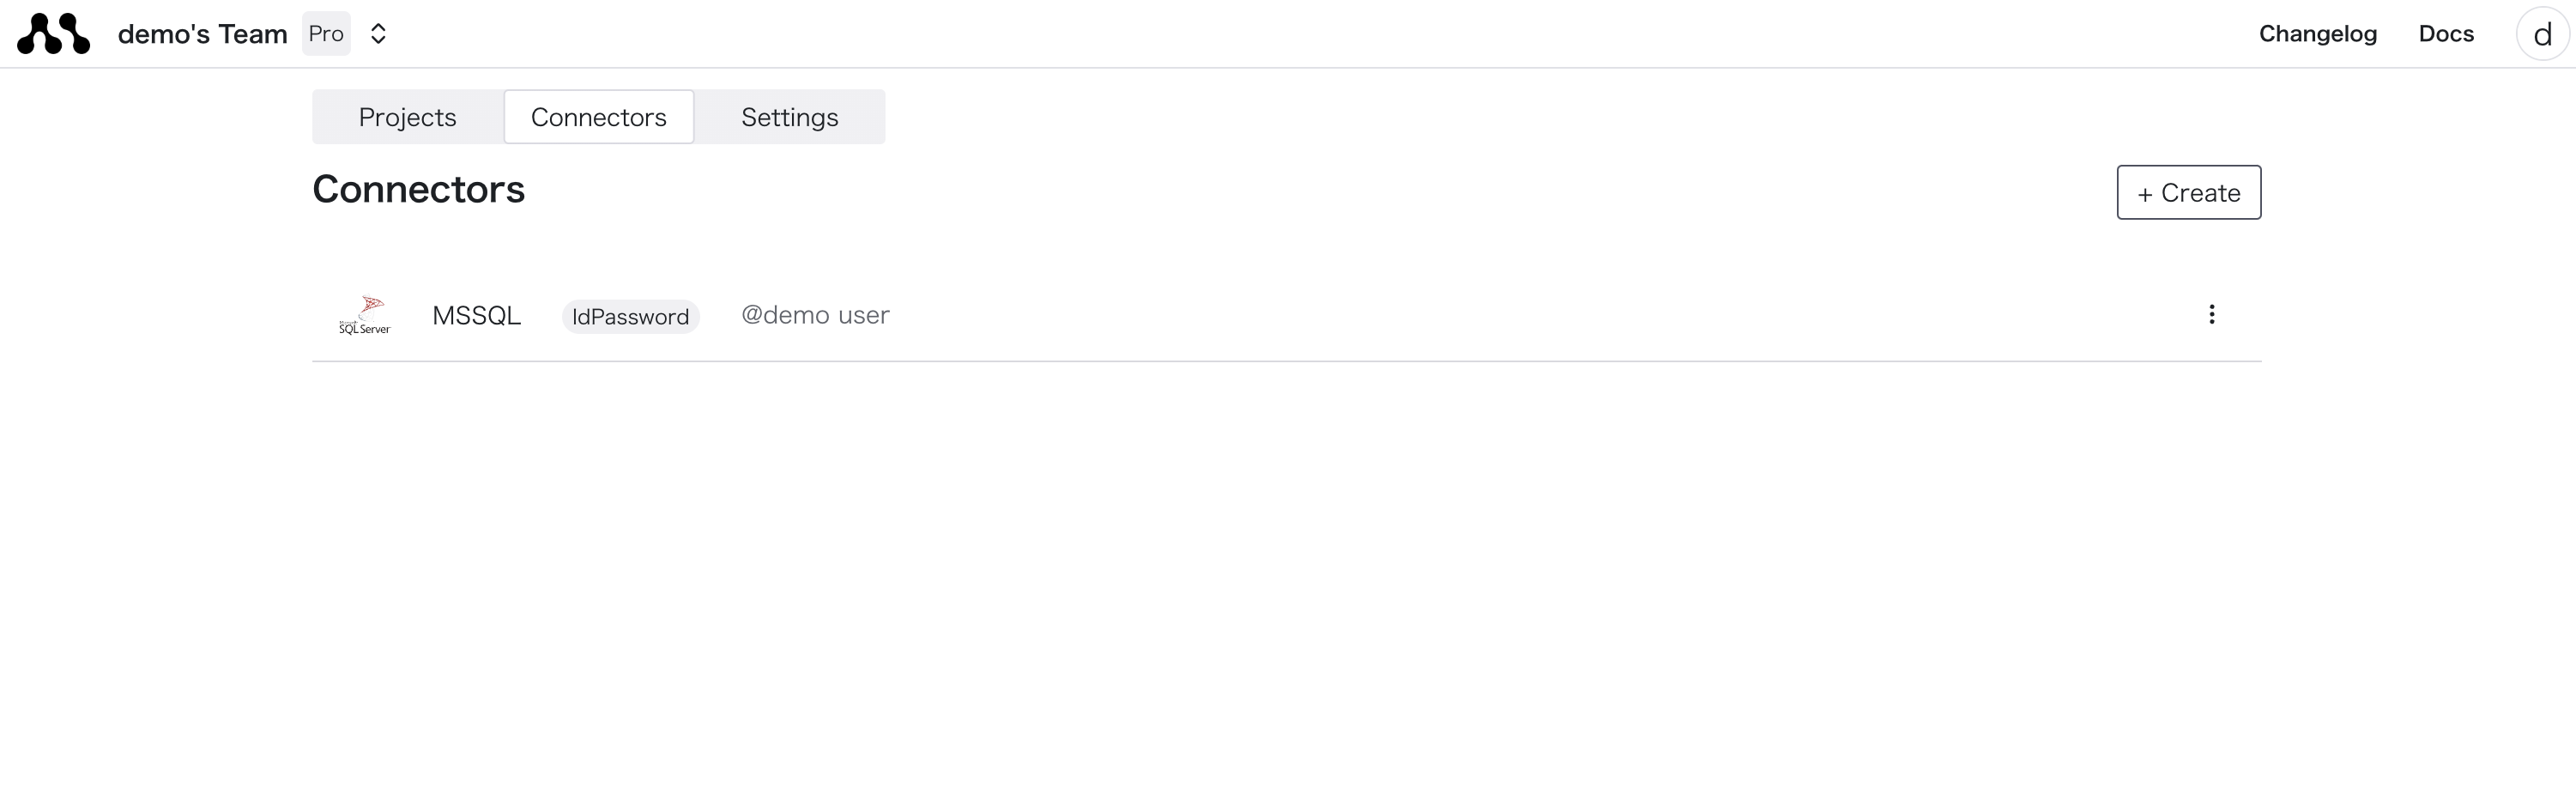 demo's Team Pro
Changelog Docs d
Projects Connectors Settings
Connectors
+ Create
SQL Server MSSQL IdPassword @demo user